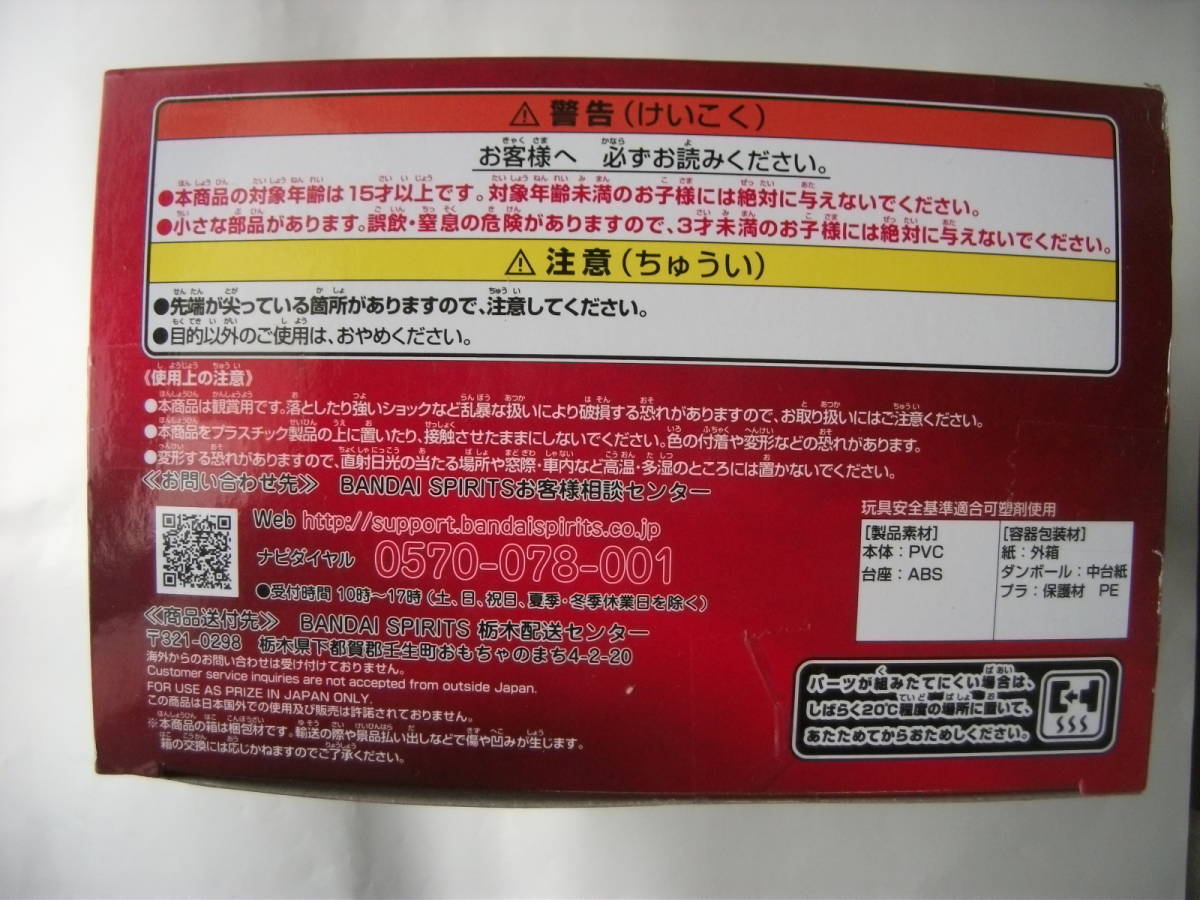 ⚠ 警告(けいこく)
お客様へ 必ずお読みください。
●本商品の対象年齢は15才以上です。対象年齢未満のお子様には絶対に与えないでください。
●小さな部品があります。誤飲・窒息の危険がありますので、3才未満のお子様には絶対に与えないでください。
⚠ 注意(ちゅうい)
●先端が尖っている箇所がありますので、注意してください。
●目的以外のご使用は、おやめください。
《使用上の注意》
●本商品は観賞用です。落としたり強いショックなど乱暴な扱いにより破損する恐れがありますので、お取り扱いにはご注意ください。
●本商品をプラスチック製品の上に置いたり、接触させたままにしないでください。色の付着や変形などの恐れがあります。
●変形する恐れがありますので、直射日光の当たる場所や窓際・車内など高温・多湿のところには置かないでください。
≪お問い合わせ先≫ BANDAI SPIRITSお客様相談センター
Web http://support.bandaispirits.co.jp
ナビダイヤル 0570-078-001
●受付時間 10時~17時(土、日、祝日、夏季・冬季休業日を除く)
≪商品送付先≫ BANDAI SPIRITS 栃木配送センター
〒321-0298 栃木県下都賀郡壬生町おもちゃのまち4-2-20
海外からのお問い合わせは受け付けておりません。
Customer service inquiries are not accepted from outside Japan.
FOR USE AS PRIZE IN JAPAN ONLY.
この商品は日本国外での使用及び販売は許諾されておりません。
※本商品の箱は梱包材です。輸送の際や景品払い出しなどで傷や凹みが生じます。
箱の交換には応じかねますのでご了承ください。
玩具安全基準適合可塑剤使用
[製品素材]
本体:PVC
台座:ABS
[容器包装材]
紙:外箱
ダンボール:中台紙
プラ:保護材 PE
パーツが組みたてにくい場合は、
しばらく20℃程度の場所に置いて、
あたためてからおためしください。